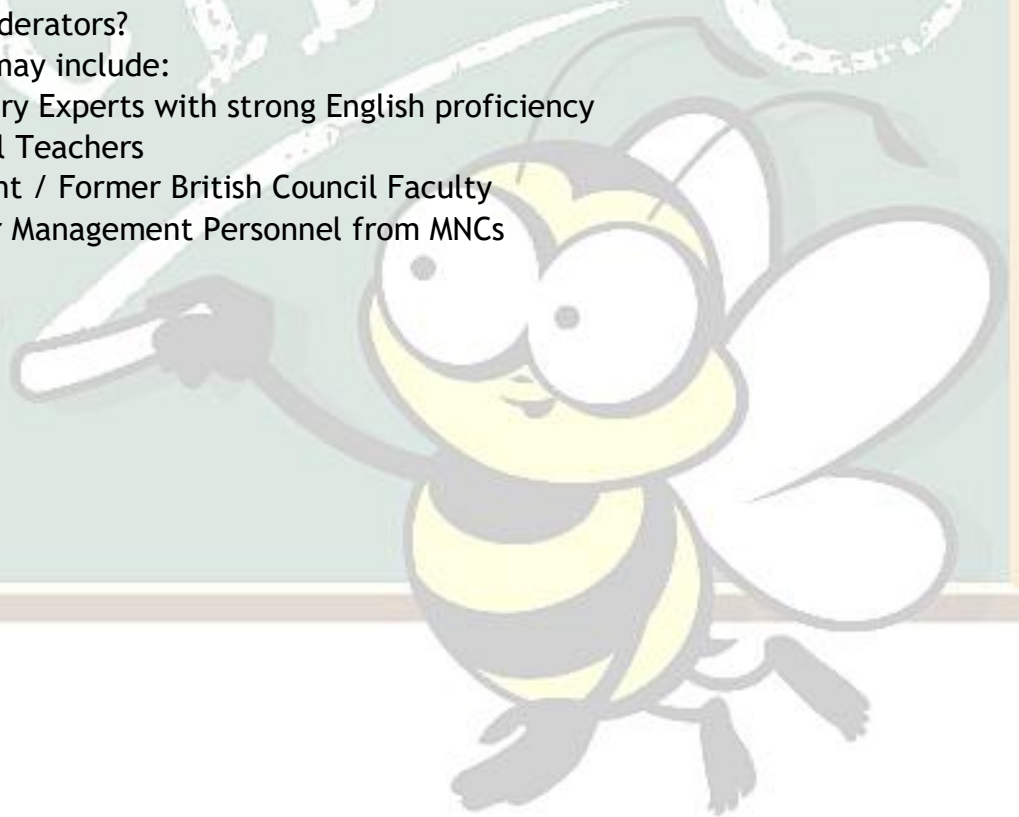 derators?
may include:
ry Experts with strong English proficiency
l Teachers
nt / Former British Council Faculty
r Management Personnel from MNCs